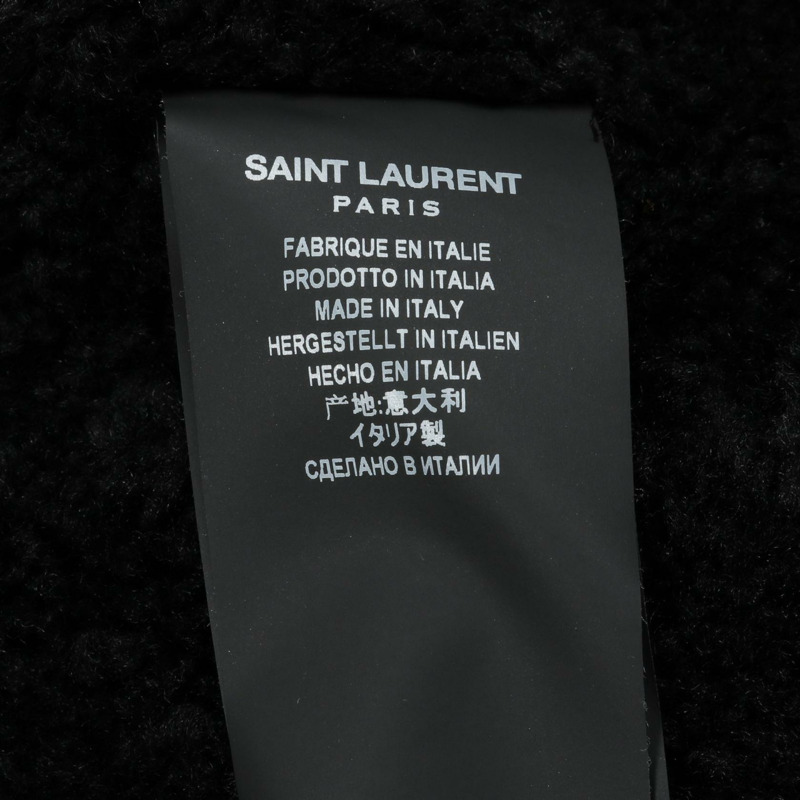 SAINT LAURENT
PARIS
FABRIQUE EN ITALIE
PRODOTTO IN ITALIA
MADE IN ITALY
HERGESTELLT IN ITALIEN
HECHO EN ITALIA
产地:意大利
イタリア製
СДЕЛАНО В ИТАЛИИ